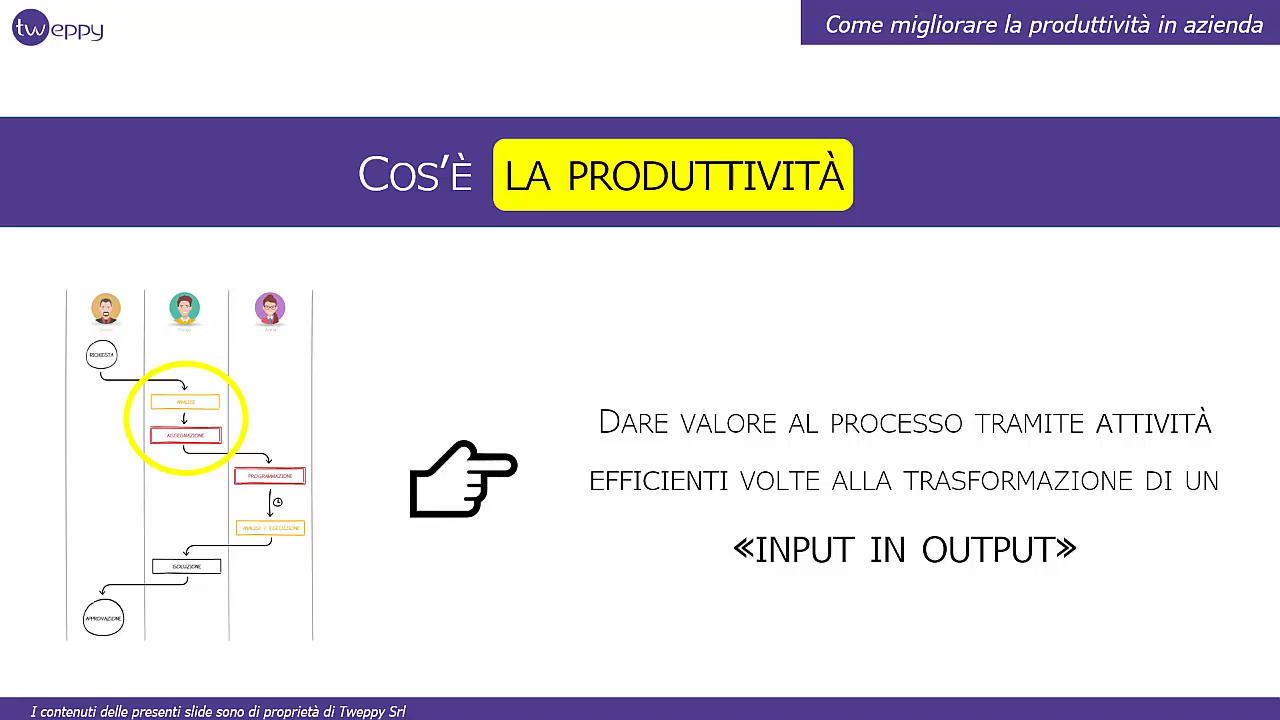 tweppy
Come migliorare la produttività in azienda
COS'È LA PRODUTTIVITÀ
Anna
RICHIESTA
ANALISI
ASSEGNAZIONE
PROGRAMMAZIONE
ANALISI / ESECUZIONE
SOLUZIONE
APPROVAZIONE
DARE VALORE AL PROCESSO TRAMITE ATTIVITÀ
EFFICIENTI VOLTE ALLA TRASFORMAZIONE DI UN
«INPUT IN OUTPUT»
I contenuti delle presenti slide sono di proprietà di Tweppy Srl